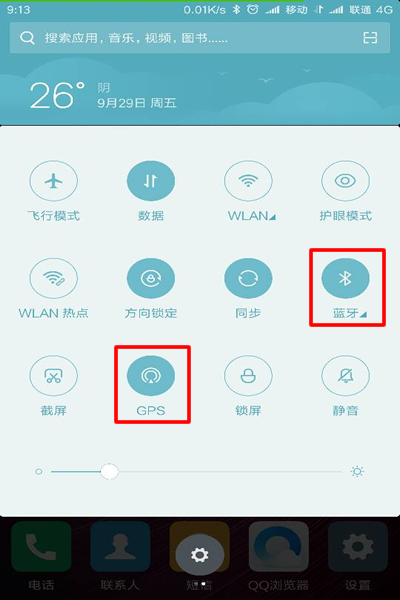 9:13 0.01K/s 移动 联通 4G
搜索应用，音乐，视频，图书......
26° 阴
9月29日 周五
飞行模式 数据 WLAN 护眼模式
WLAN 热点 方向锁定 同步 蓝牙
截屏 GPS 锁屏 静音
电话 联系人 短信 QQ浏览器 设置